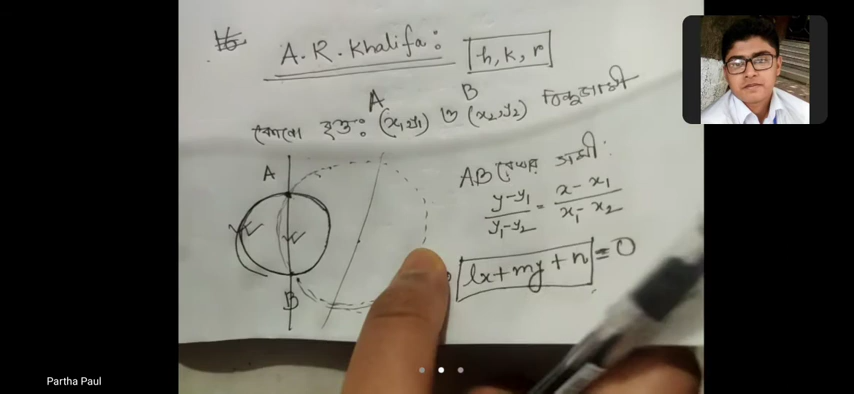 A. R. Khalifa: h, k, r
A B
কোনো বৃত্ত: (x₁, y₁) ও (x₂, y₂) বিন্দুগামী
A
AB রেখার সমী:
y-y₁/y₁-y₂ = x-x₁/x₁-x₂
lx+my+n = 0
B
Partha Paul